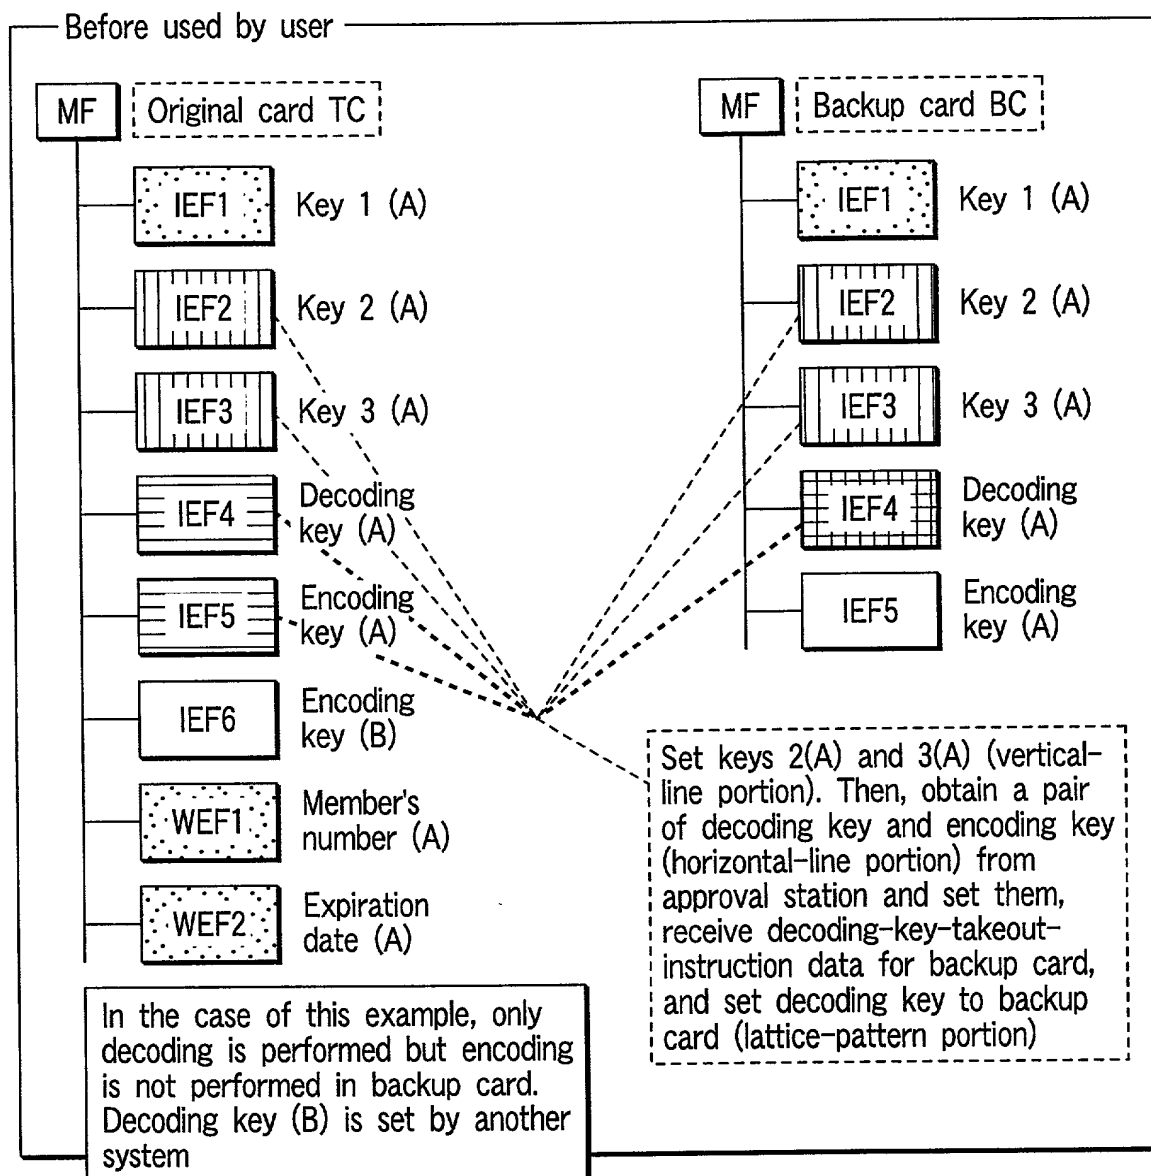 Before used by user
MF
Original card TC
IEF1
Key 1 (A)
IEF2
Key 2 (A)
IEF3
Key 3 (A)
IEF4
Decoding
key (A)
IEF5
Encoding
key (A)
IEF6
Encoding
key (B)
WEF1
Member's
number (A)
WEF2
Expiration
date (A)
MF
Backup card BC
IEF1
Key 1 (A)
IEF2
Key 2 (A)
IEF3
Key 3 (A)
IEF4
Decoding
key (A)
IEF5
Encoding
key (A)
Set keys 2(A) and 3(A) (vertical-
line portion). Then, obtain a pair
of decoding key and encoding key
(horizontal-line portion) from
approval station and set them,
receive decoding-key-takeout-
instruction data for backup card,
and set decoding key to backup
card (lattice-pattern portion)
In the case of this example, only
decoding is performed but encoding
is not performed in backup card.
Decoding key (B) is set by another
system